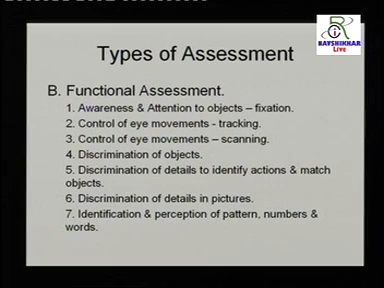 RAVSHIKHAR
Live
Types of Assessment
B. Functional Assessment.
1. Awareness & Attention to objects – fixation.
2. Control of eye movements - tracking.
3. Control of eye movements – scanning.
4. Discrimination of objects.
5. Discrimination of details to identify actions & match
objects.
6. Discrimination of details in pictures.
7. Identification & perception of pattern, numbers &
words.